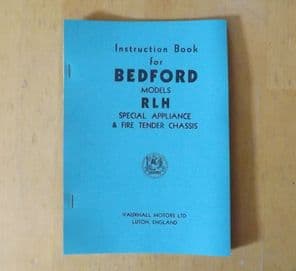 Instruction Book
for
BEDFORD
MODELS
RLH
SPECIAL APPLIANCE
& FIRE TENDER CHASSIS
VAUXHALL MOTORS LTD
LUTON, ENGLAND